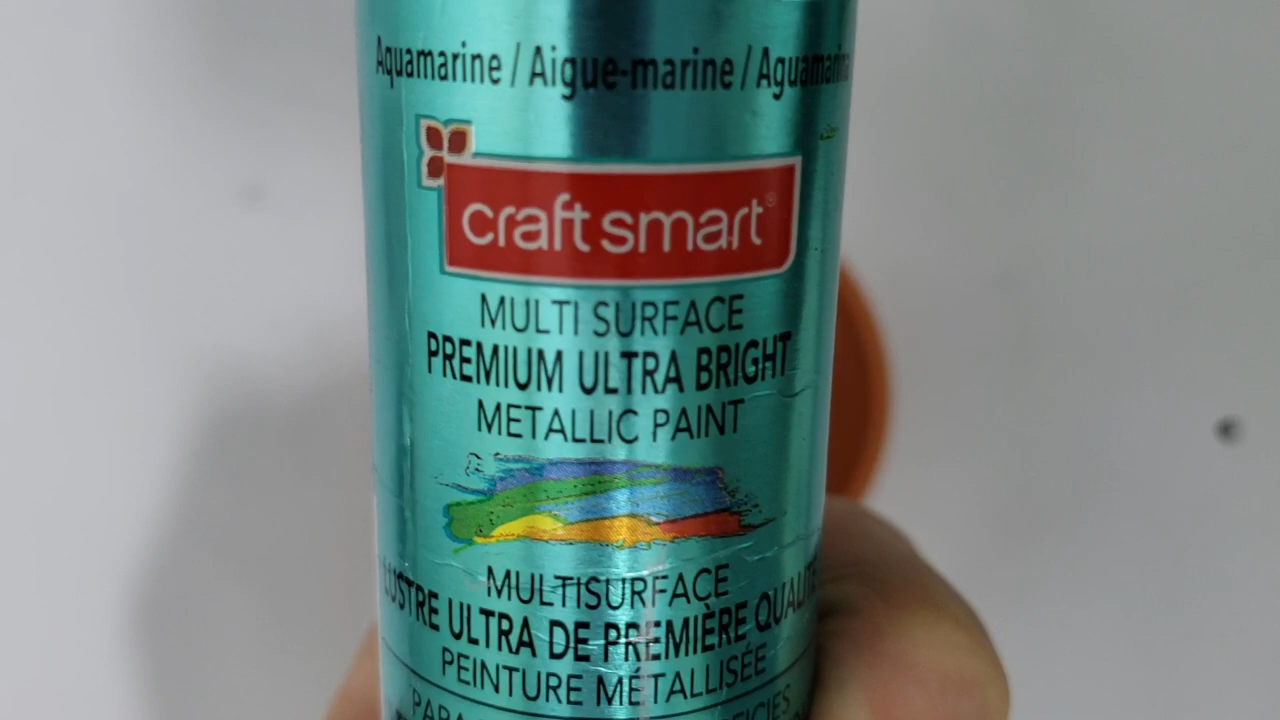 Aquamarine / Aigue-marine / Aguamarina
craft smart®
MULTI SURFACE
PREMIUM ULTRA BRIGHT
METALLIC PAINT
MULTISURFACE
LUSTRE ULTRA DE PREMIÈRE QUALITÉ
PEINTURE MÉTALLISÉE
PARA